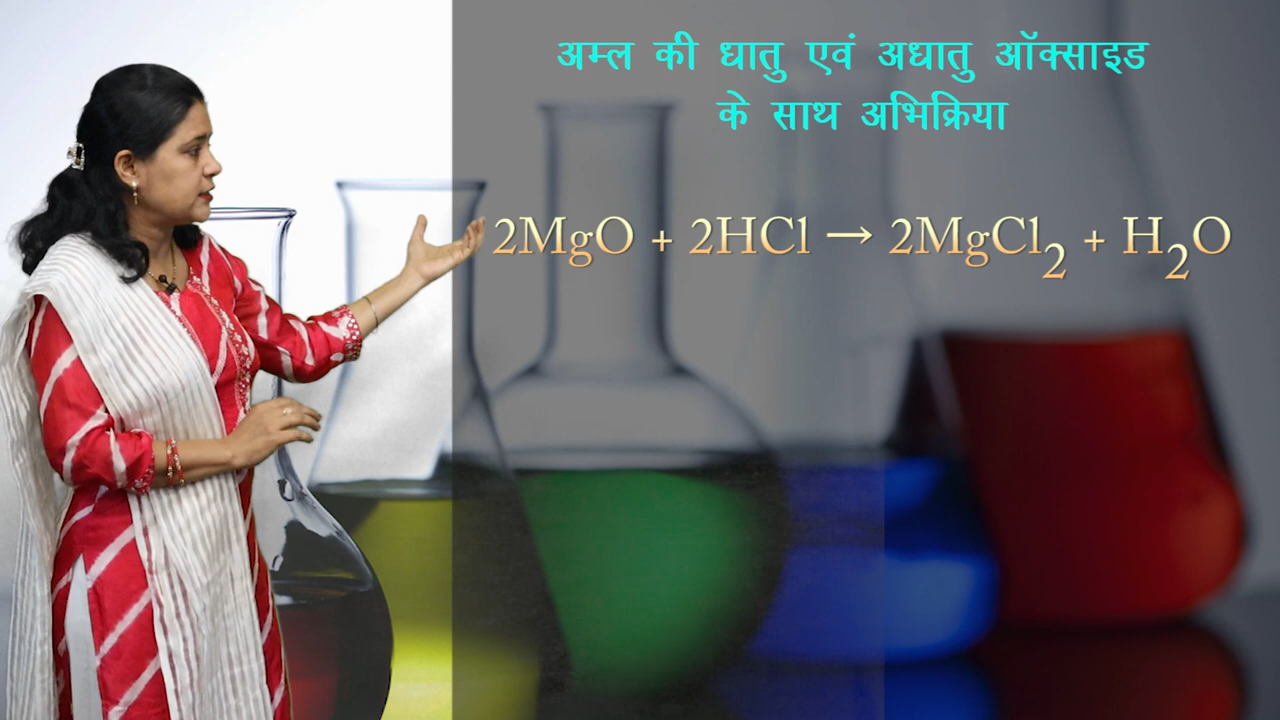 अम्ल की धातु एवं अधातु ऑक्साइड
के साथ अभिक्रिया
2MgO + 2HCl → 2MgCl₂ + H₂O